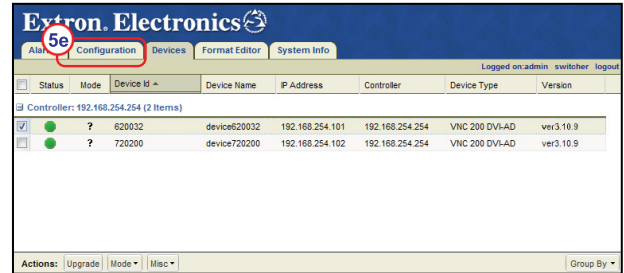 Extron. Electronics
5e
Configuration Devices Format Editor System Info
Logged on:admin switcher logout
Status Mode Device Id Device Name IP Address Controller Device Type Version
Controller: 192.168.254.254 (2 Items)
? 620032 device620032 192.168.254.101 192.168.254.254 VNC 200 DVI-AD ver3.10.9
? 720200 device720200 192.168.254.102 192.168.254.254 VNC 200 DVI-AD ver3.10.9
Actions: Upgrade Mode Misc Group By